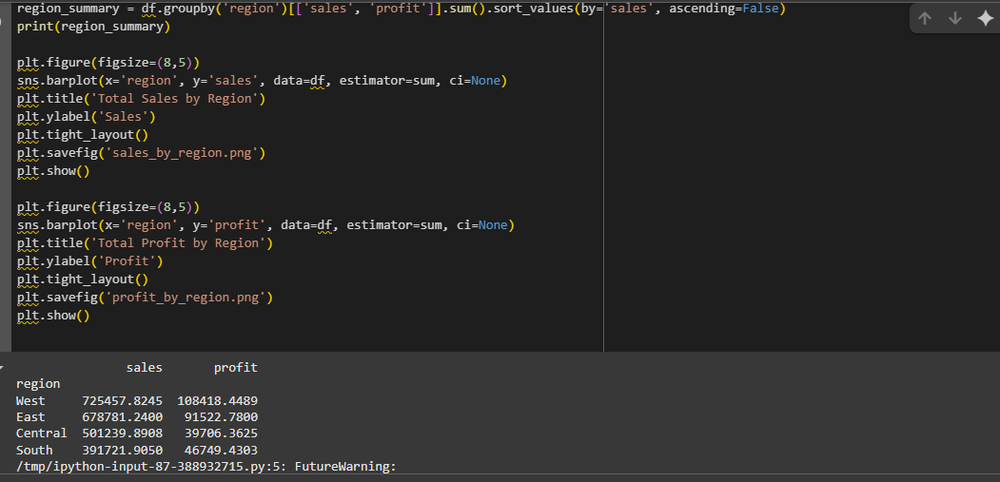 region_summary = df.groupby('region')[['sales', 'profit']].sum().sort_values(by='sales', ascending=False)
print(region_summary)
plt.figure(figsize=(8,5))
sns.barplot(x='region', y='sales', data=df, estimator=sum, ci=None)
plt.title('Total Sales by Region')
plt.ylabel('Sales')
plt.tight_layout()
plt.savefig('sales_by_region.png')
plt.show()
plt.figure(figsize=(8,5))
sns.barplot(x='region', y='profit', data=df, estimator=sum, ci=None)
plt.title('Total Profit by Region')
plt.ylabel('Profit')
plt.tight_layout()
plt.savefig('profit_by_region.png')
plt.show()
sales profit
region
West 725457.8245 108418.4489
East 678781.2400 91522.7800
Central 501239.8908 39706.3625
South 391721.9050 46749.4303
/tmp/ipython-input-87-388932715.py:5: FutureWarning: